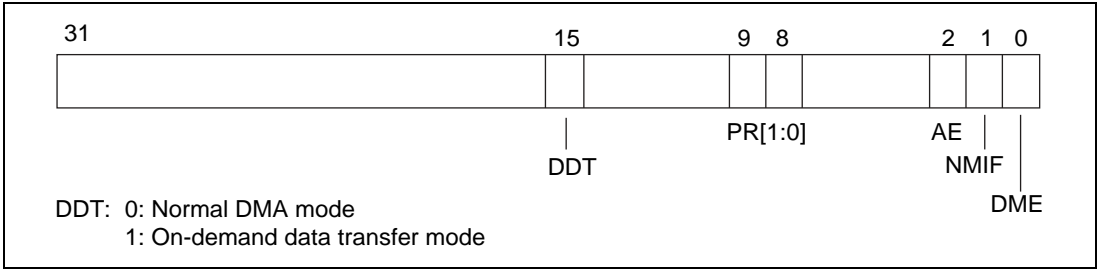 31 15 9 8 2 1 0
PR[1:0] AE
DDT NMIF
DME
DDT: 0: Normal DMA mode
1: On-demand data transfer mode